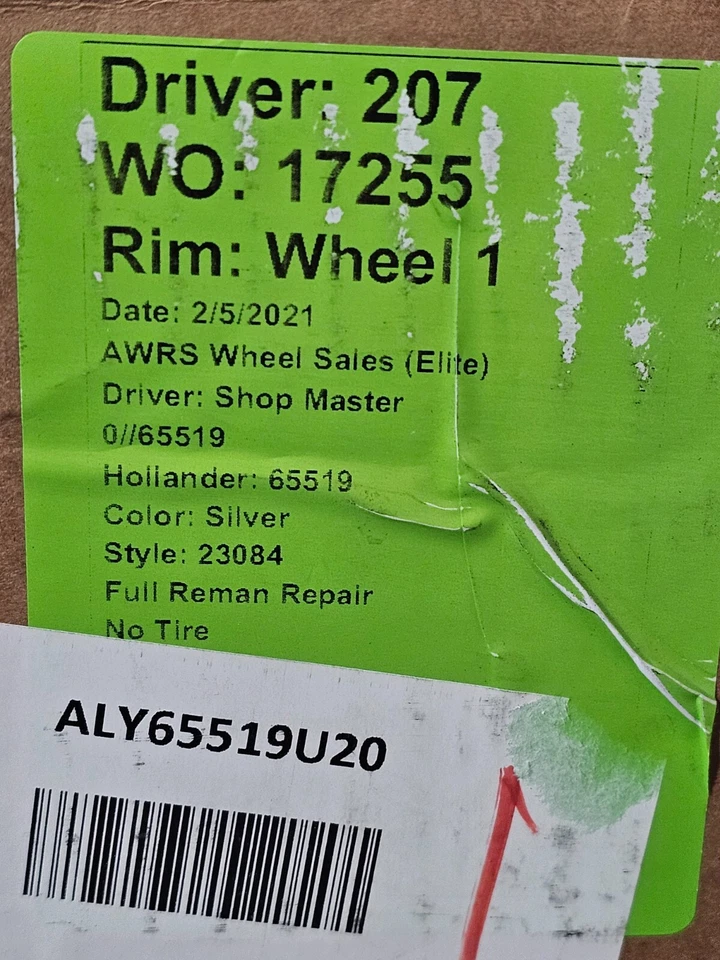 Driver: 207
WO: 17255
Rim: Wheel 1
Date: 2/5/2021
AWRS Wheel Sales (Elite)
Driver: Shop Master
0//65519
Hollander: 65519
Color: Silver
Style: 23084
Full Reman Repair
No Tire
ALY65519U20